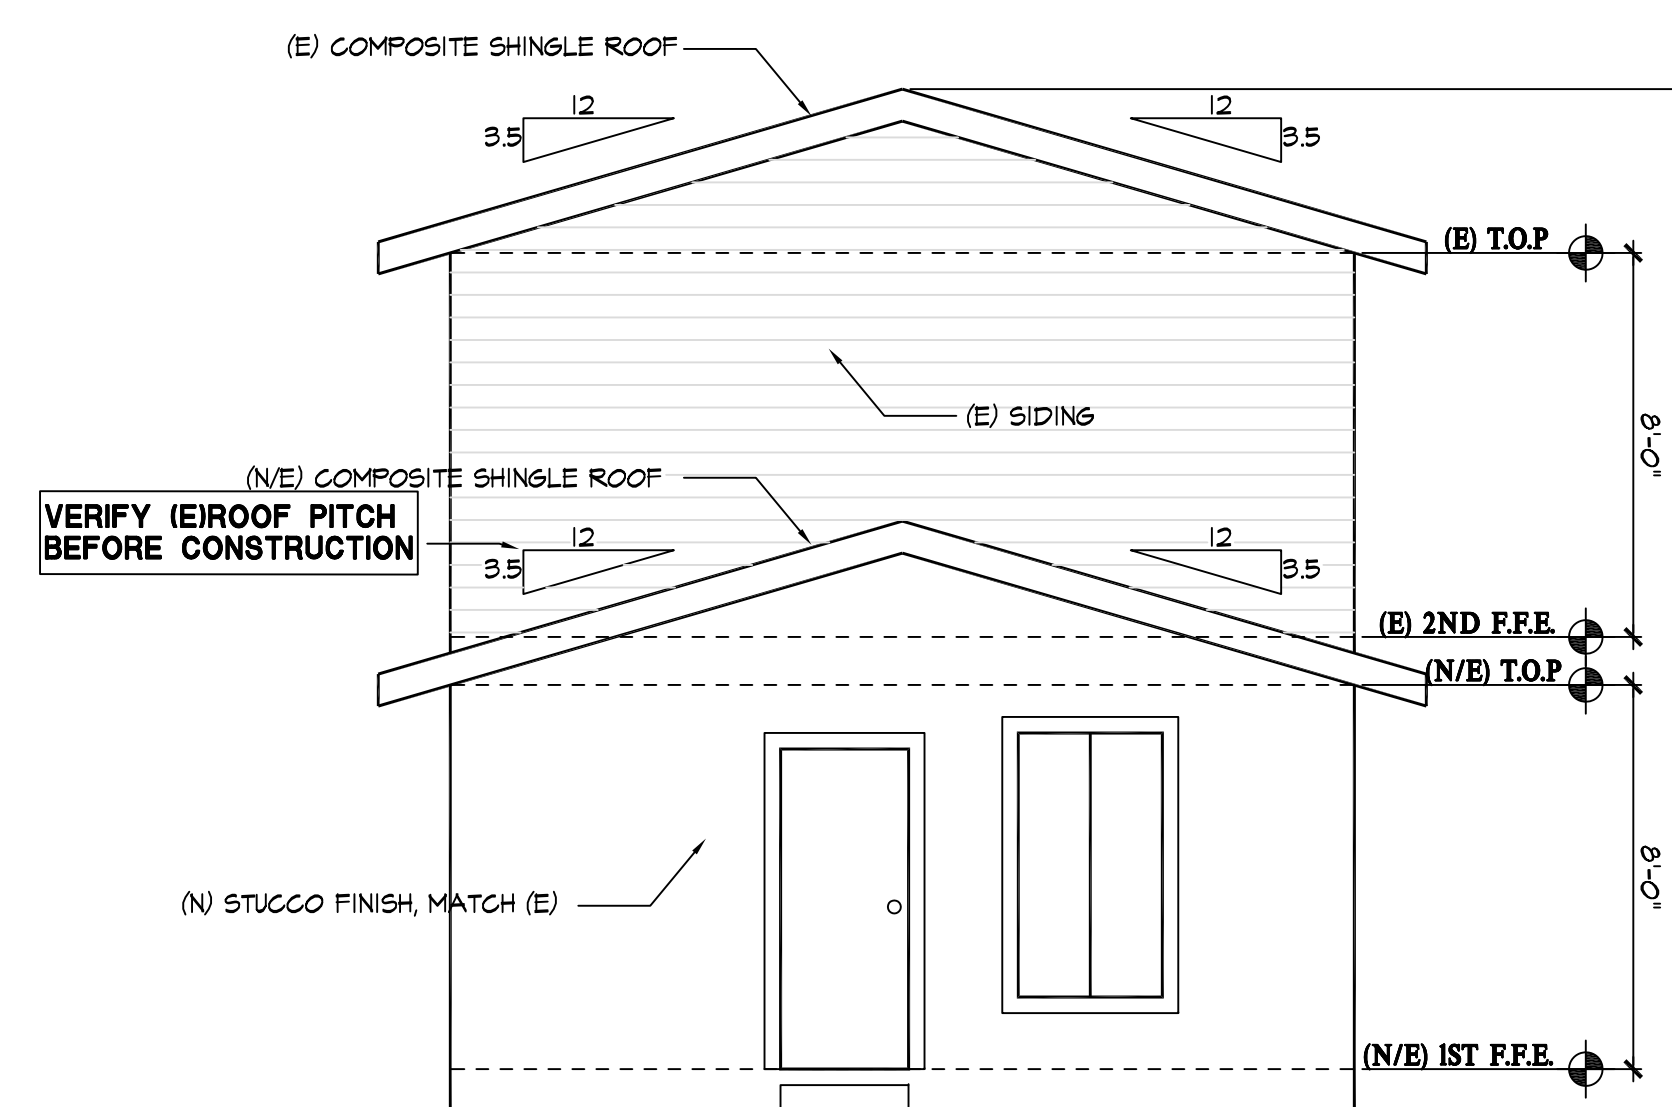 (E) COMPOSITE SHINGLE ROOF
12
12
3.5
3.5
(E) T.O.P
(E) SIDING
8'-0"
(N/E) COMPOSITE SHINGLE ROOF
VERIFY (E)ROOF PITCH
BEFORE CONSTRUCTION
12
12
3.5
3.5
(E) 2ND F.F.E.
(N/E) T.O.P
8'-0"
(N) STUCCO FINISH, MATCH (E)
(N/E) 1ST F.F.E.